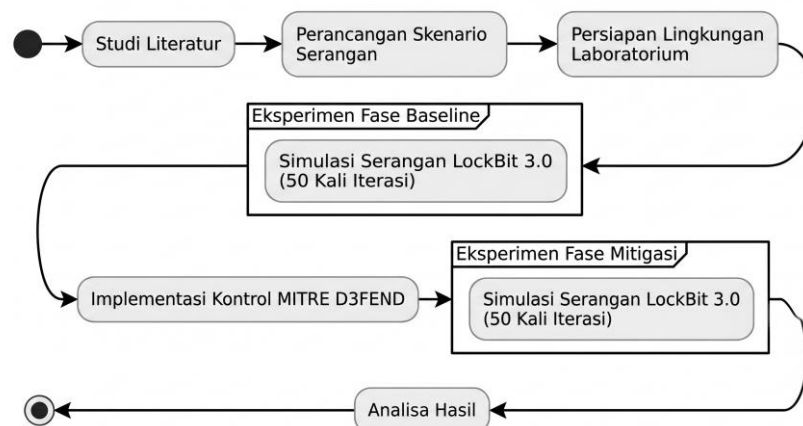 Studi Literatur
Perancangan Skenario
Serangan
Persiapan Lingkungan
Laboratorium
Eksperimen Fase Baseline
Simulasi Serangan LockBit 3.0
(50 Kali Iterasi)
Implementasi Kontrol MITRE D3FEND
Eksperimen Fase Mitigasi
Simulasi Serangan LockBit 3.0
(50 Kali Iterasi)
Analisa Hasil